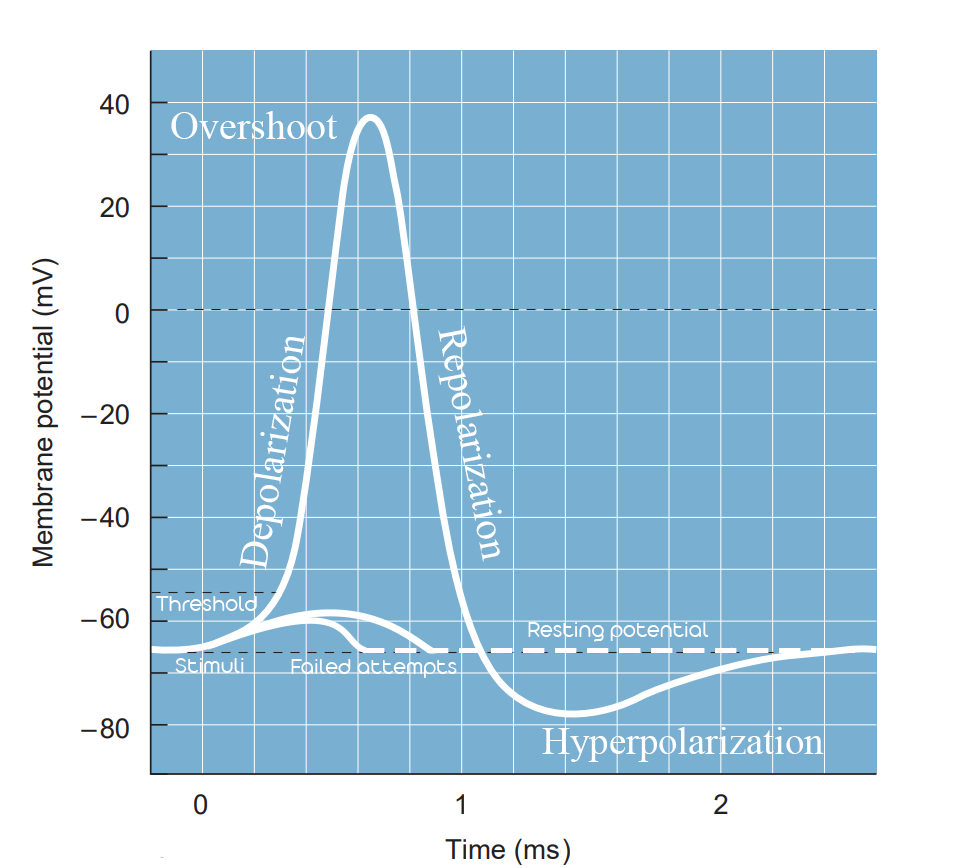 40
Overshoot
20
0
Depolarization
Repolarization
Membrane potential (mV)
−20
−40
Threshold
−60
Resting potential
Stimuli
Failed attempts
−80
Hyperpolarization
0
1
2
Time (ms)